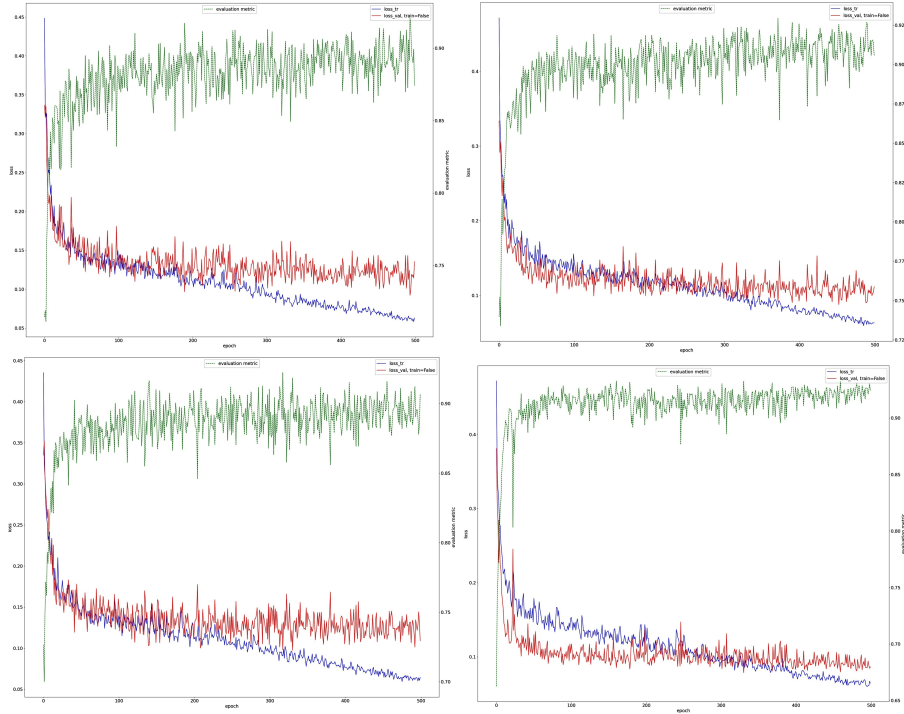 evaluation metric
loss_tr
loss_val, train=False
0.45
0.40
0.35
0.30
0.25
0.20
0.15
0.10
0.05
loss
0.90
0.85
0.80
0.75
evaluation metric
0 100 200 300 400 500
epoch
evaluation metric
loss_tr
loss_val, train=False
0.4
0.3
0.2
0.1
loss
0.92
0.90
0.87
0.85
0.82
0.80
0.77
0.75
0.72
0 100 200 300 400 500
epoch
evaluation metric
loss_tr
loss_val, train=False
0.45
0.40
0.35
0.30
0.25
0.20
0.15
0.10
0.05
loss
0.90
0.85
0.80
0.75
0.70
evaluation metric
0 100 200 300 400 500
epoch
evaluation metric
loss_tr
loss_val, train=False
0.4
0.3
0.2
0.1
loss
0.90
0.85
0.80
0.75
0.70
0.65
evaluation metric
0 100 200 300 400 500
epoch